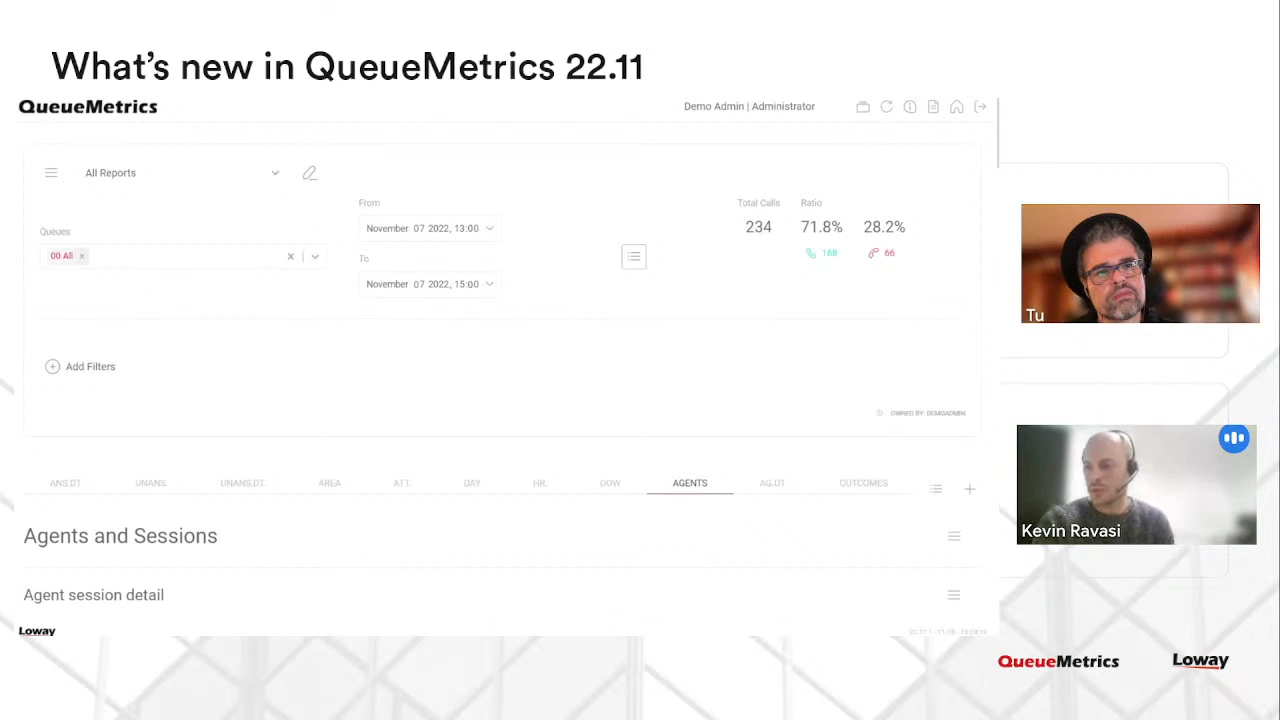 What's new in QueueMetrics 22.11
QueueMetrics
Demo Admin | Administrator
All Reports
From
Total Calls
Ratio
Queues
November 07 2022, 13:00
234
71.8%
28.2%
00 All ×
To
168
66
November 07 2022, 15:00
Tu
Add Filters
OWNED BY: DEMOADMIN
ANS.DT
UNANS.
UNANS.DT.
AREA
ATT.
DAY
HR.
DOW
AGENTS
AG.DT
OUTCOMES
Agents and Sessions
Kevin Ravasi
Agent session detail
Loway
QueueMetrics
Loway